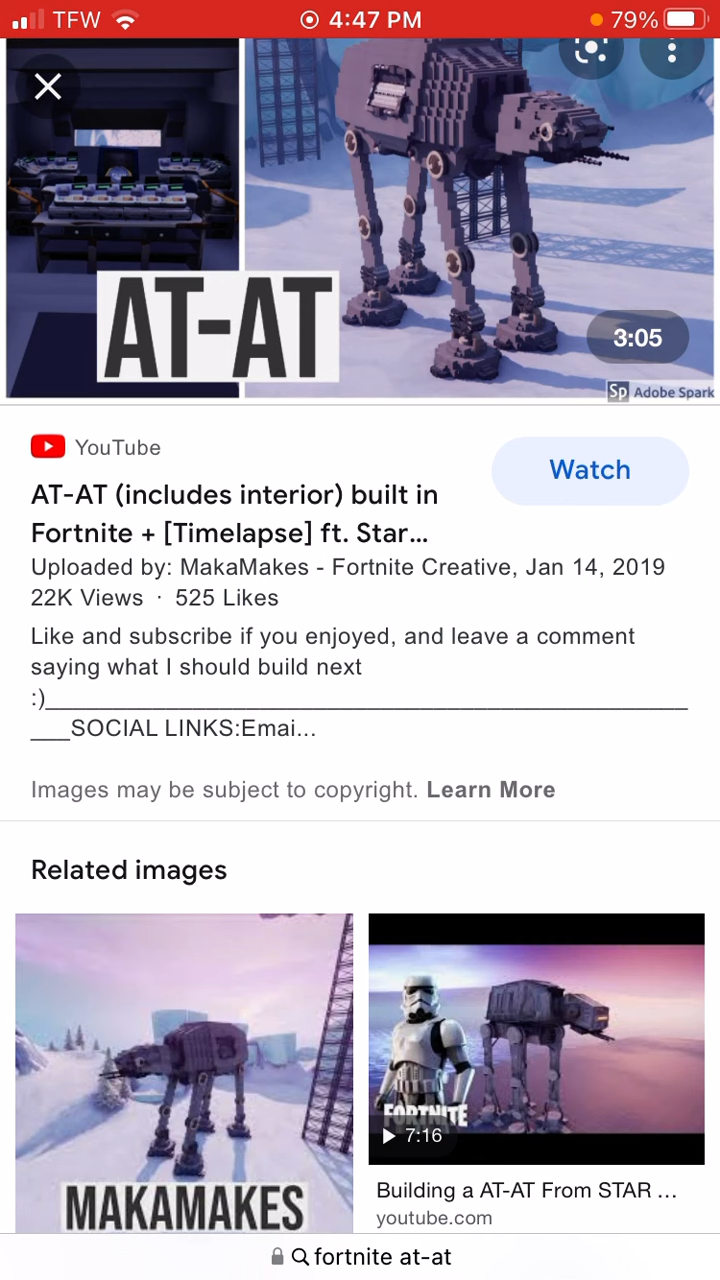 TFW 4:47 PM 79%
AT-AT
3:05
Sp Adobe Spark
YouTube
Watch
AT-AT (includes interior) built in
Fortnite + [Timelapse] ft. Star...
Uploaded by: MakaMakes - Fortnite Creative, Jan 14, 2019
22K Views · 525 Likes
Like and subscribe if you enjoyed, and leave a comment
saying what I should build next
:)__________________________________________________
___SOCIAL LINKS:Emai...
Images may be subject to copyright. Learn More
Related images
MAKAMAKES
FORTNITE
7:16
Building a AT-AT From STAR ...
youtube.com
fortnite at-at